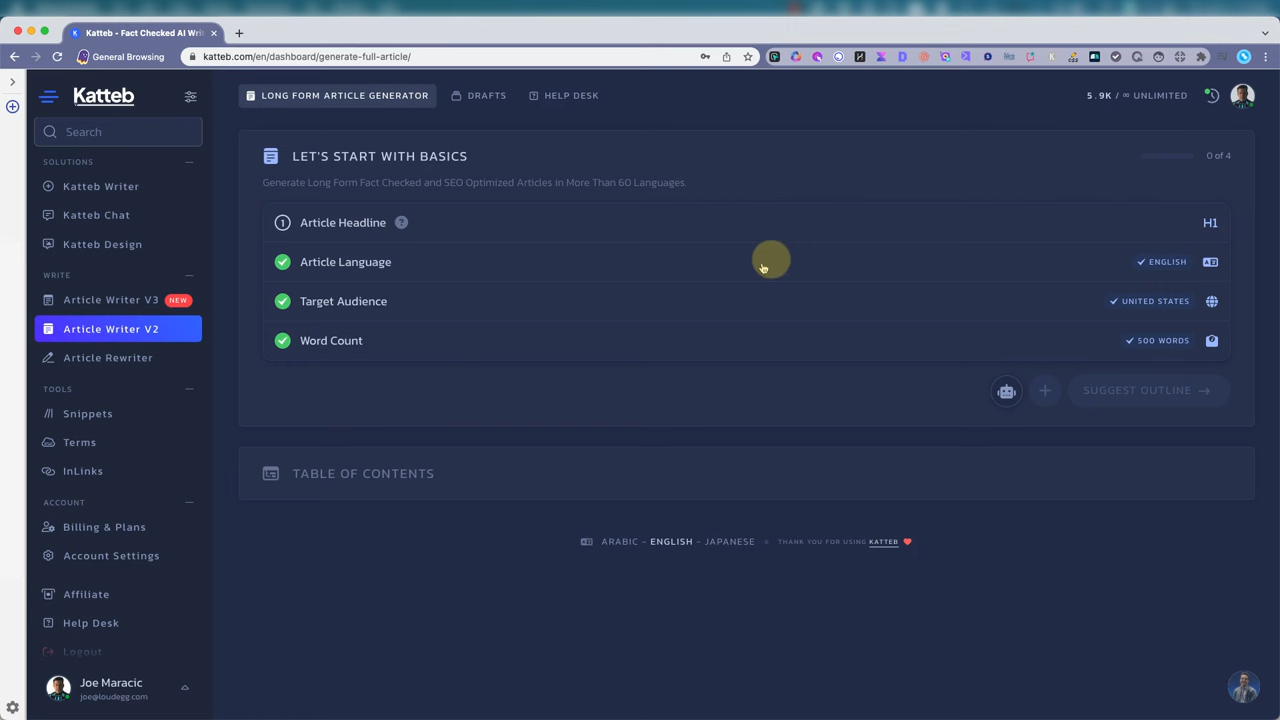 Katteb - Fact Checked AI Writ
General Browsing
katteb.com/en/dashboard/generate-full-article/
Katteb
Search
SOLUTIONS
Katteb Writer
Katteb Chat
Katteb Design
WRITE
Article Writer V3 NEW
Article Writer V2
Article Rewriter
TOOLS
Snippets
Terms
InLinks
ACCOUNT
Billing & Plans
Account Settings
Affiliate
Help Desk
Logout
Joe Maracic
joe@loudegg.com
LONG FORM ARTICLE GENERATOR
DRAFTS
HELP DESK
5.9K / ∞ UNLIMITED
LET'S START WITH BASICS
0 of 4
Generate Long Form Fact Checked and SEO Optimized Articles in More Than 60 Languages.
1 Article Headline ? H1
Article Language ENGLISH
Target Audience UNITED STATES
Word Count 500 WORDS
SUGGEST OUTLINE →
TABLE OF CONTENTS
ARABIC - ENGLISH - JAPANESE THANK YOU FOR USING KATTEB